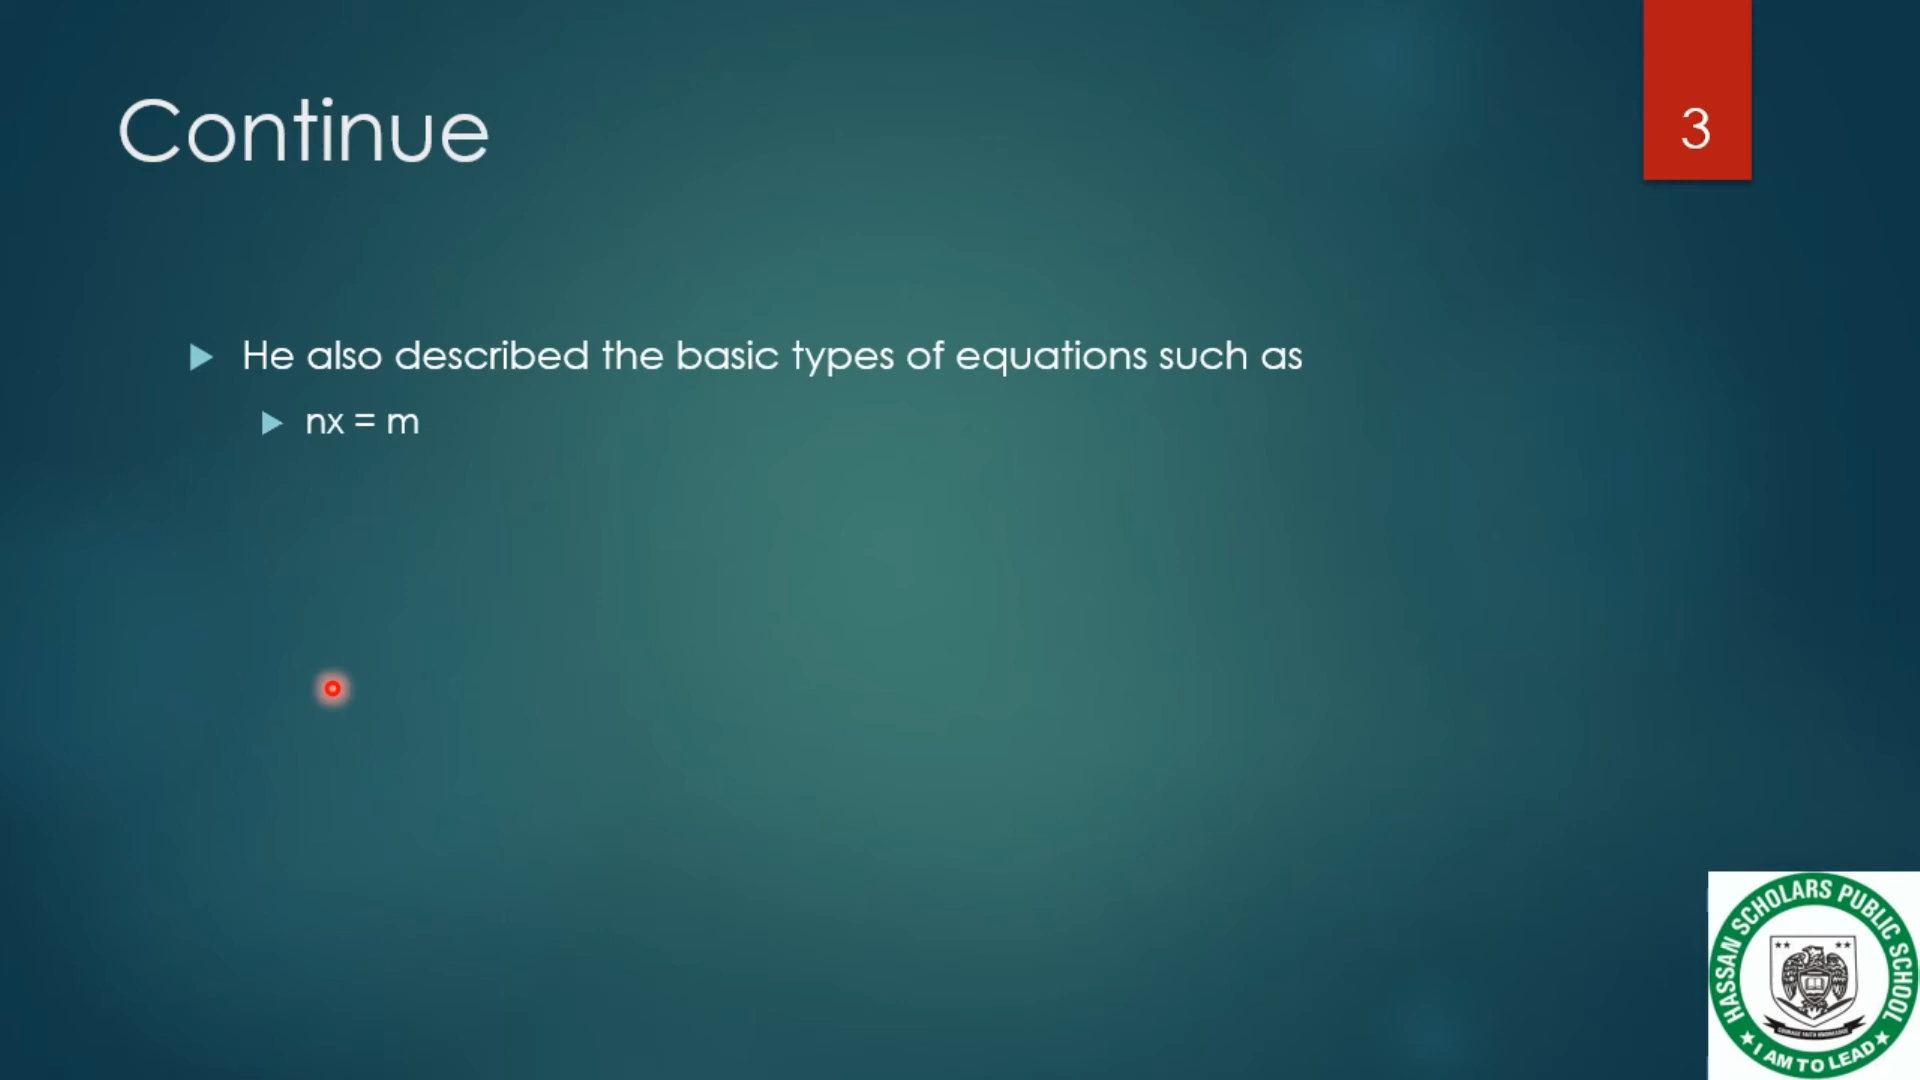 Continue
3
He also described the basic types of equations such as
nx = m
HASSAN SCHOLARS PUBLIC SCHOOL
I AM TO LEAD